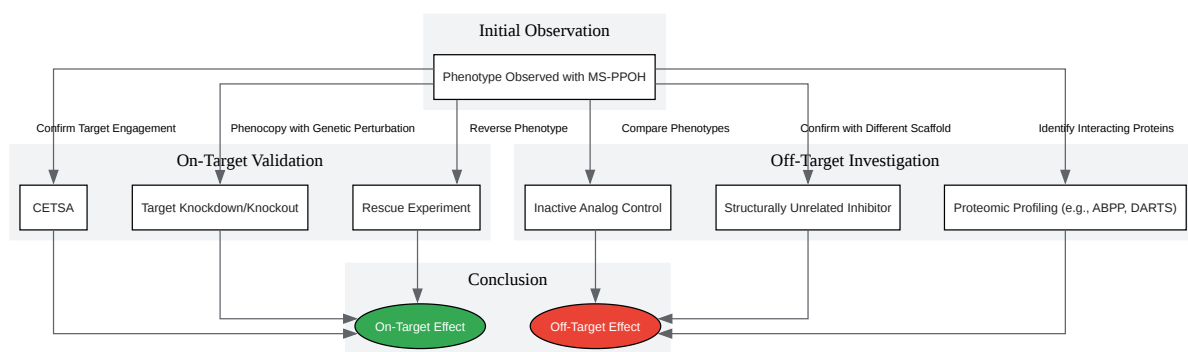 Initial Observation
Phenotype Observed with MS-PPOH
Confirm Target Engagement
Phenocopy with Genetic Perturbation
Reverse Phenotype
Compare Phenotypes
Confirm with Different Scaffold
Identify Interacting Proteins
On-Target Validation
Off-Target Investigation
CETSA
Target Knockdown/Knockout
Rescue Experiment
Inactive Analog Control
Structurally Unrelated Inhibitor
Proteomic Profiling (e.g., ABPP, DARTS)
Conclusion
On-Target Effect
Off-Target Effect